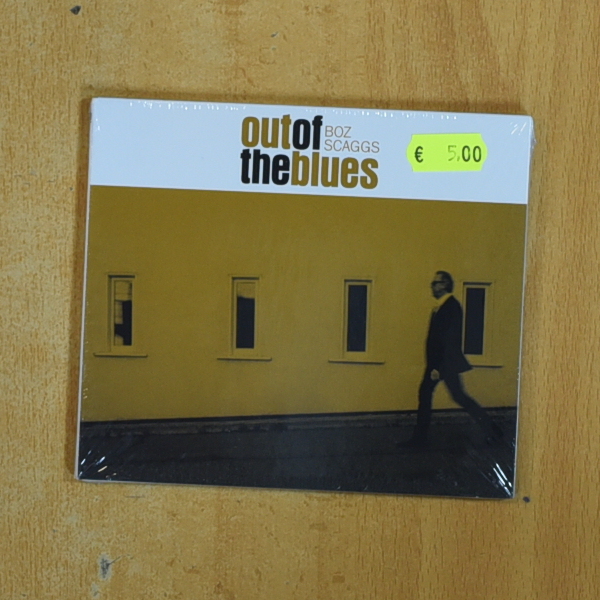 outof
theblues
BOZ
SCAGGS
€ 5,00